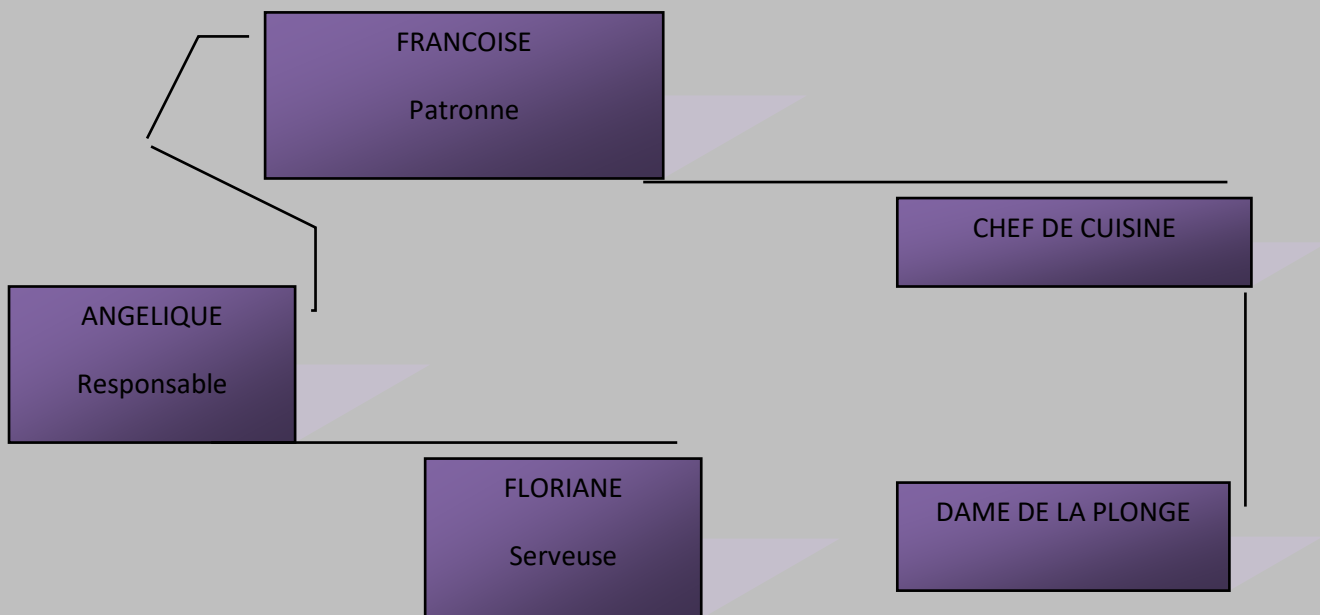 FRANCOISE
Patronne
CHEF DE CUISINE
ANGELIQUE
Responsable
FLORIANE
Serveuse
DAME DE LA PLONGE